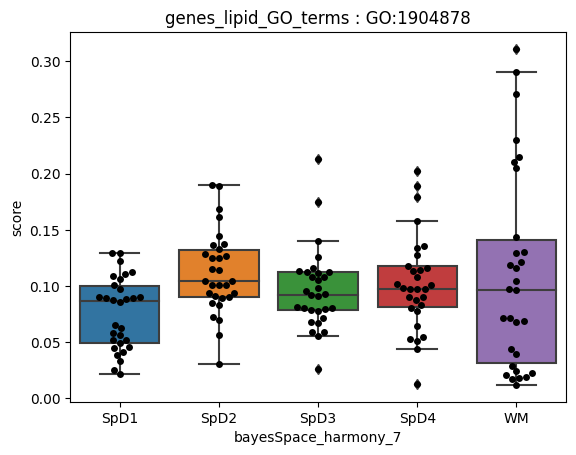 genes_lipid_GO_terms : GO:1904878
score
0.30
0.25
0.20
0.15
0.10
0.05
0.00
SpD1 SpD2 SpD3 SpD4 WM
bayesSpace_harmony_7